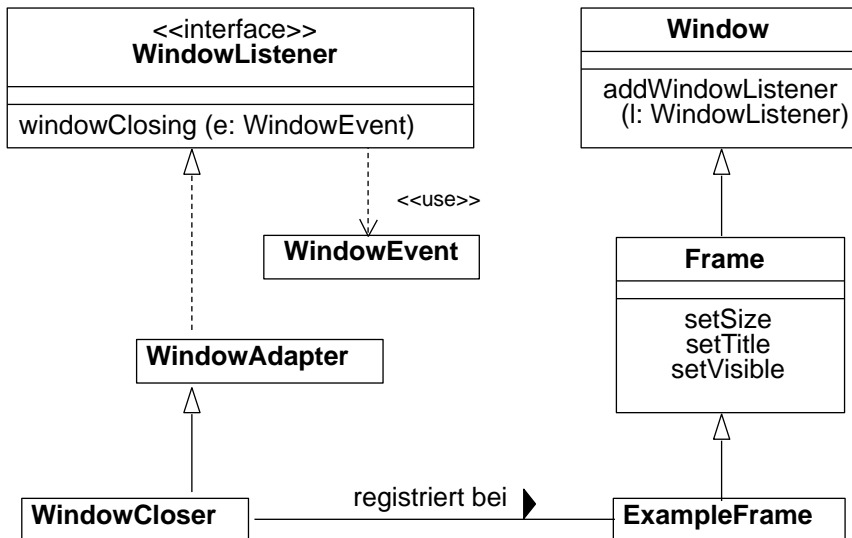 <<interface>>
WindowListener
windowClosing (e: WindowEvent)
Window
addWindowListener
(l: WindowListener)
<<use>>
WindowEvent
Frame
setSize
setTitle
setVisible
WindowAdapter
WindowCloser
registriert bei
ExampleFrame